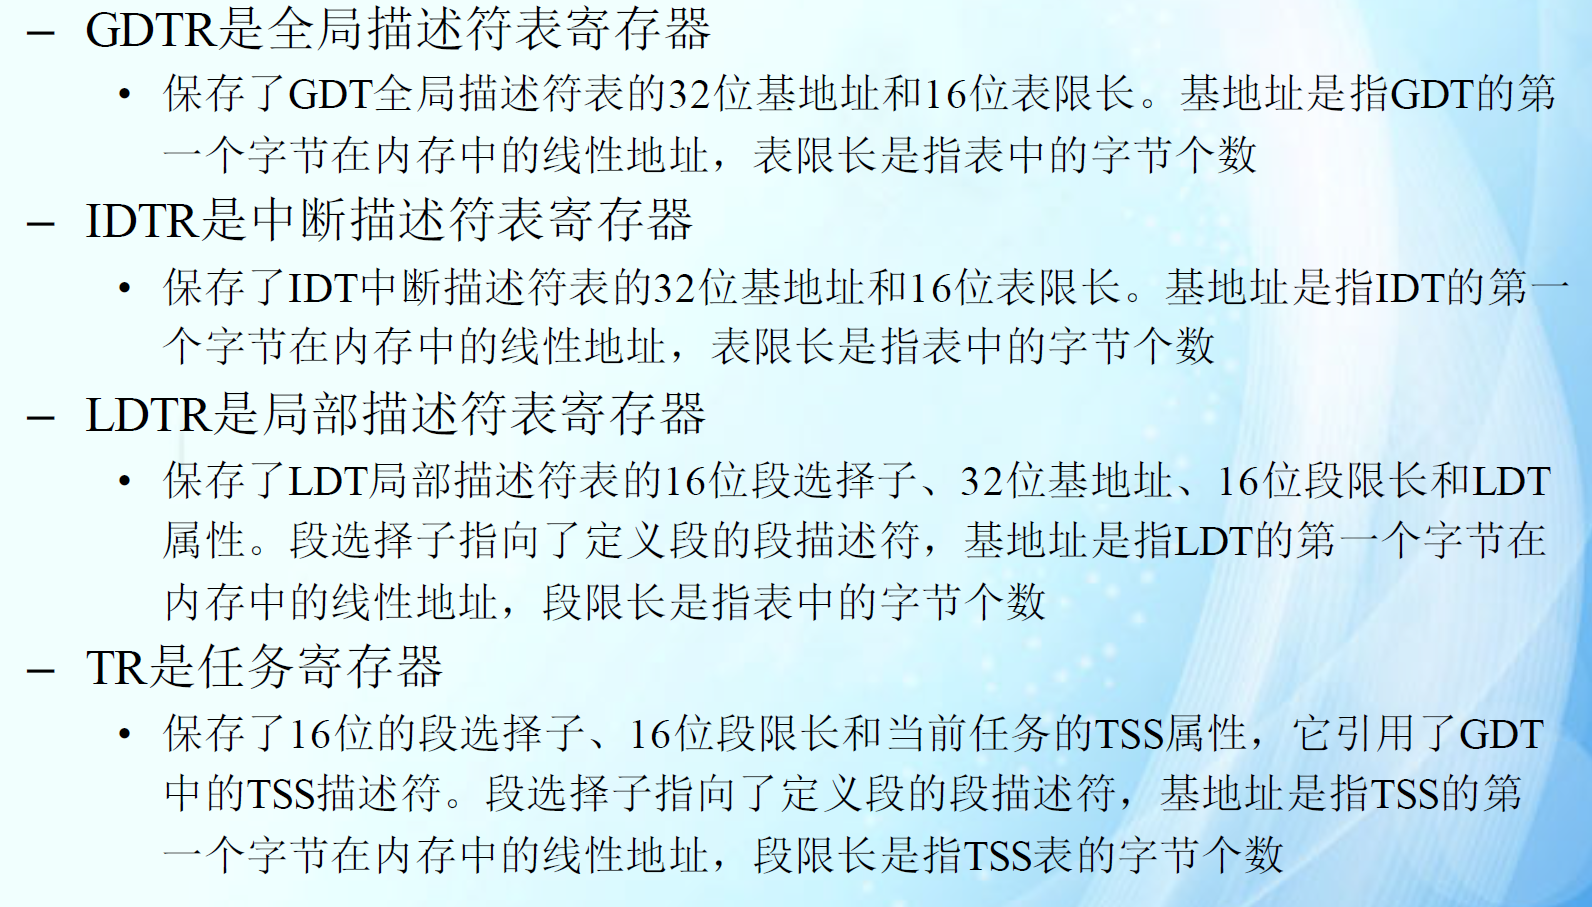 – GDTR是全局描述符表寄存器
• 保存了GDT全局描述符表的32位基地址和16位表限长。基地址是指GDT的第
一个字节在内存中的线性地址，表限长是指表中的字节个数
– IDTR是中断描述符表寄存器
• 保存了IDT中断描述符表的32位基地址和16位表限长。基地址是指IDT的第一
个字节在内存中的线性地址，表限长是指表中的字节个数
– LDTR是局部描述符表寄存器
• 保存了LDT局部描述符表的16位段选择子、32位基地址、16位段限长和LDT
属性。段选择子指向了定义段的段描述符，基地址是指LDT的第一个字节在
内存中的线性地址，段限长是指表中的字节个数
– TR是任务寄存器
• 保存了16位的段选择子、16位段限长和当前任务的TSS属性，它引用了GDT
中的TSS描述符。段选择子指向了定义段的段描述符，基地址是指TSS的第
一个字节在内存中的线性地址，段限长是指TSS表的字节个数